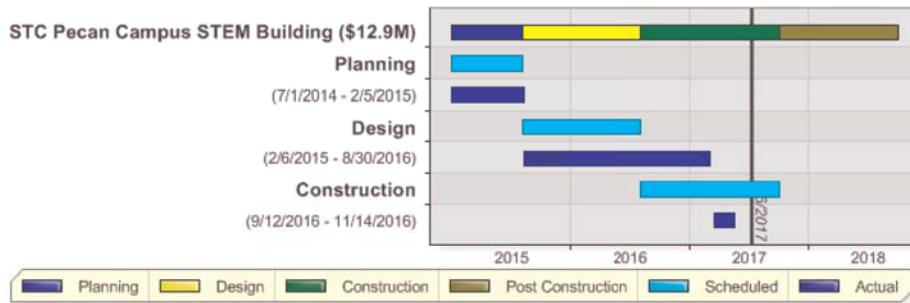 STC Pecan Campus STEM Building ($12.9M)
Planning
(7/1/2014 - 2/5/2015)
Design
(2/6/2015 - 8/30/2016)
Construction
(9/12/2016 - 11/14/2016)
2015 2016 2017 2018
Planning Design Construction Post Construction Scheduled Actual